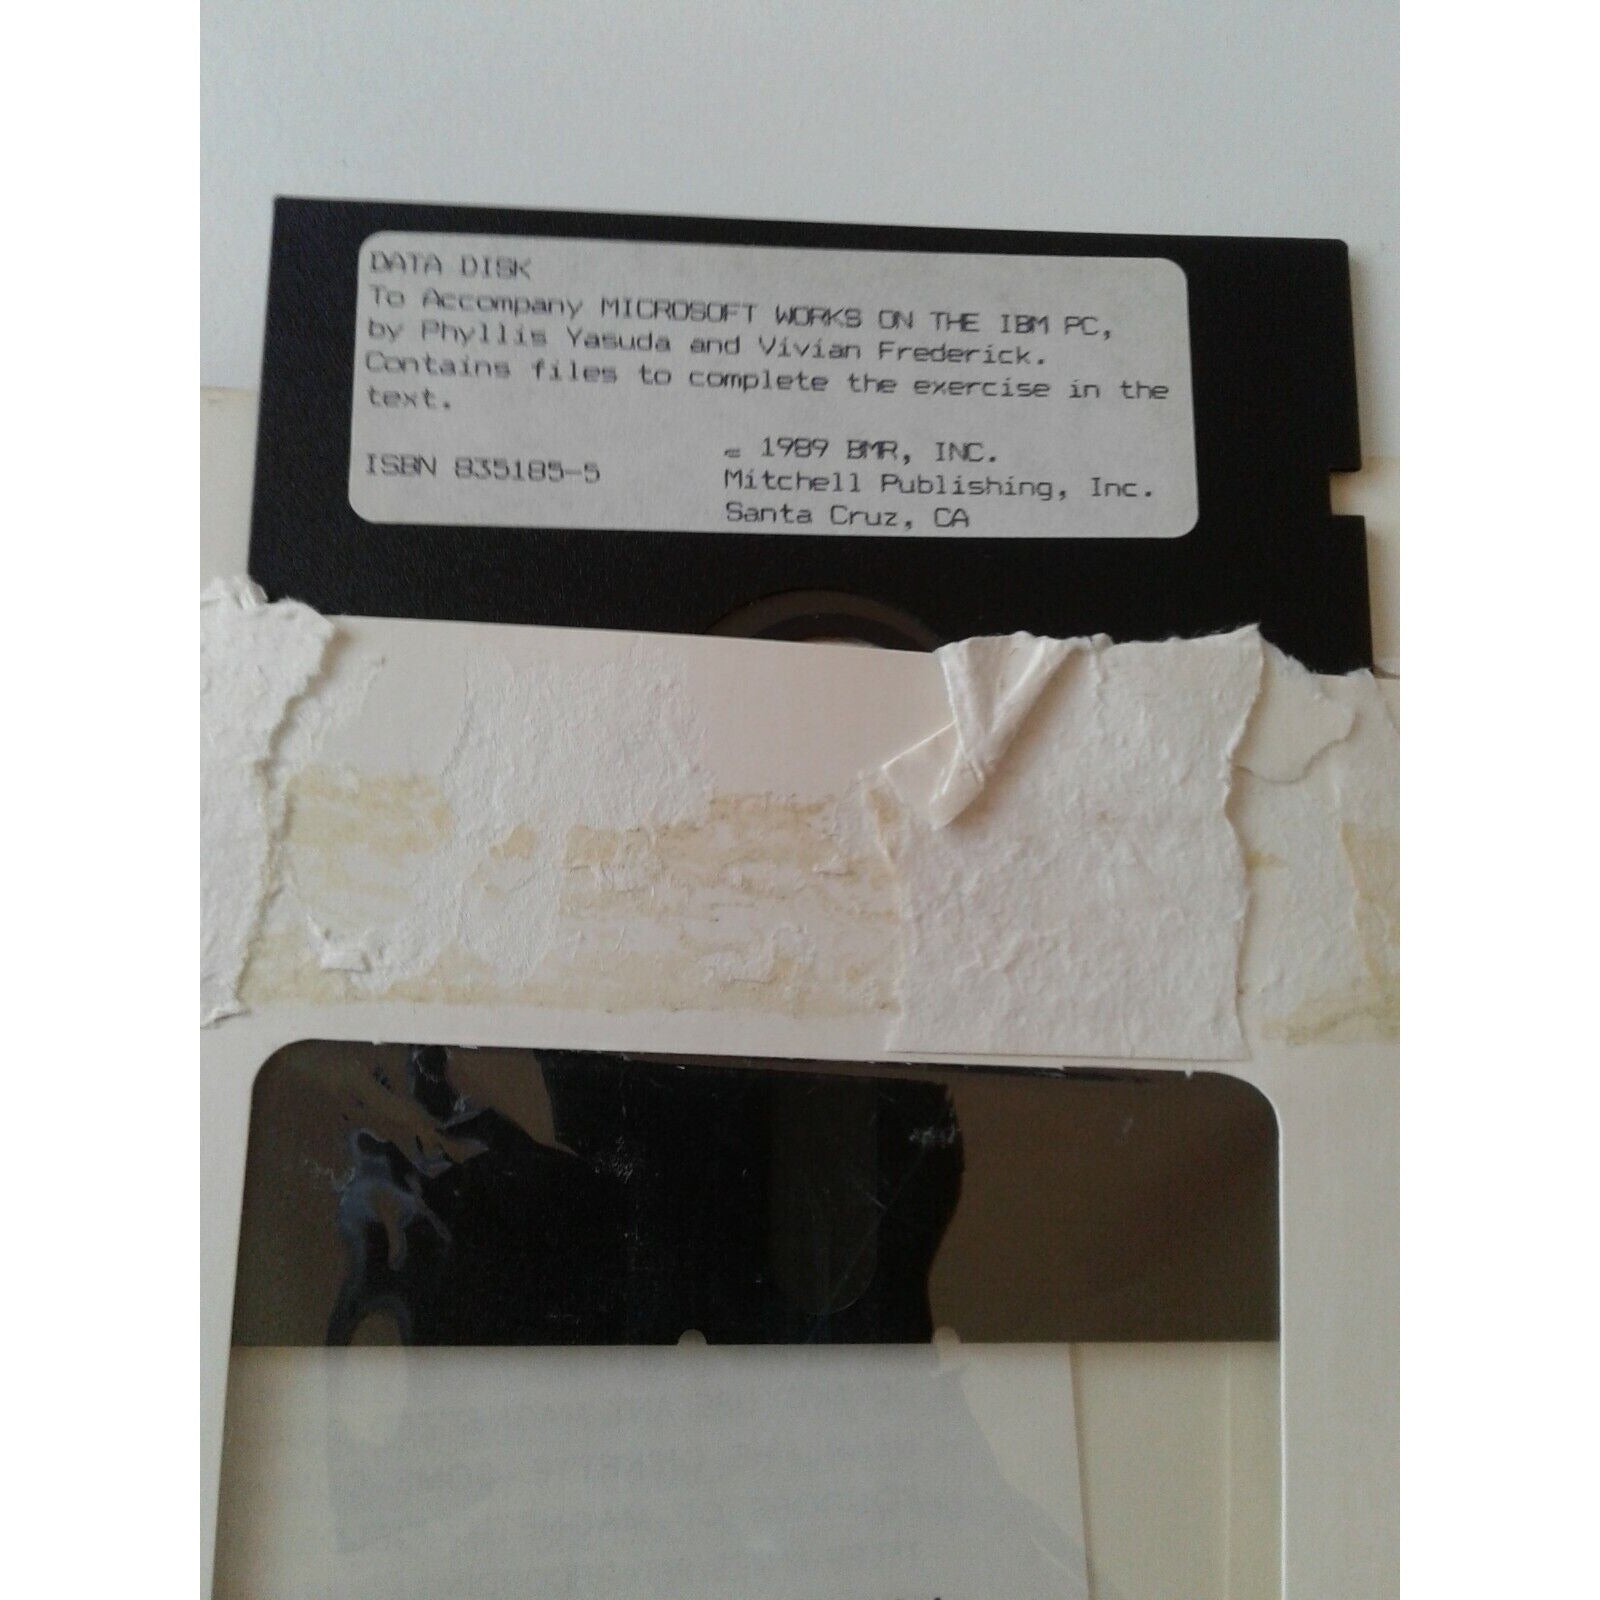 DATA DISK
To Accompany MICROSOFT WORKS ON THE IBM PC,
by Phyllis Yasuda and Vivian Frederick.
Contains files to complete the exercise in the
text.
ISBN 835185-5
© 1989 BMR, INC.
Mitchell Publishing, Inc.
Santa Cruz, CA